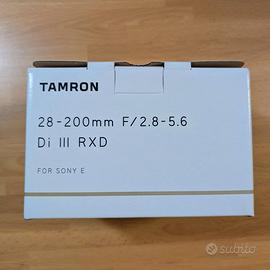 TAMRON
28-200mm F/2.8-5.6
Di III RXD
FOR SONY E
subito